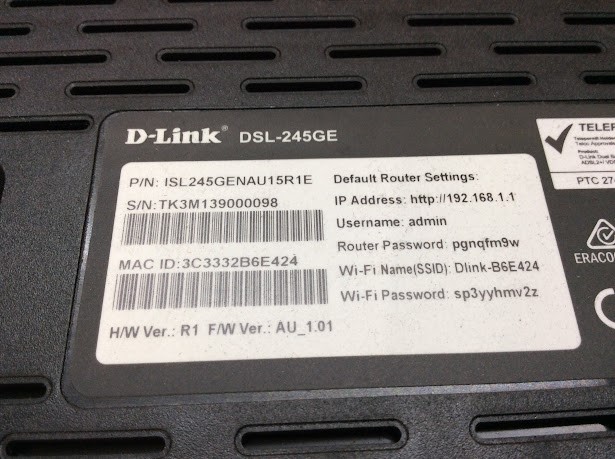 D-Link® DSL-245GE
P/N: ISL245GENAU15R1E
S/N:TK3M139000098
MAC ID:3C3332B6E424
H/W Ver.: R1 F/W Ver.: AU_1.01
Default Router Settings:
IP Address: http://192.168.1.1
Username: admin
Router Password: pgnqfm9w
Wi-Fi Name(SSID): Dlink-B6E424
Wi-Fi Password: sp3yyhmv2z
TELEP
PTC 27
ERACO